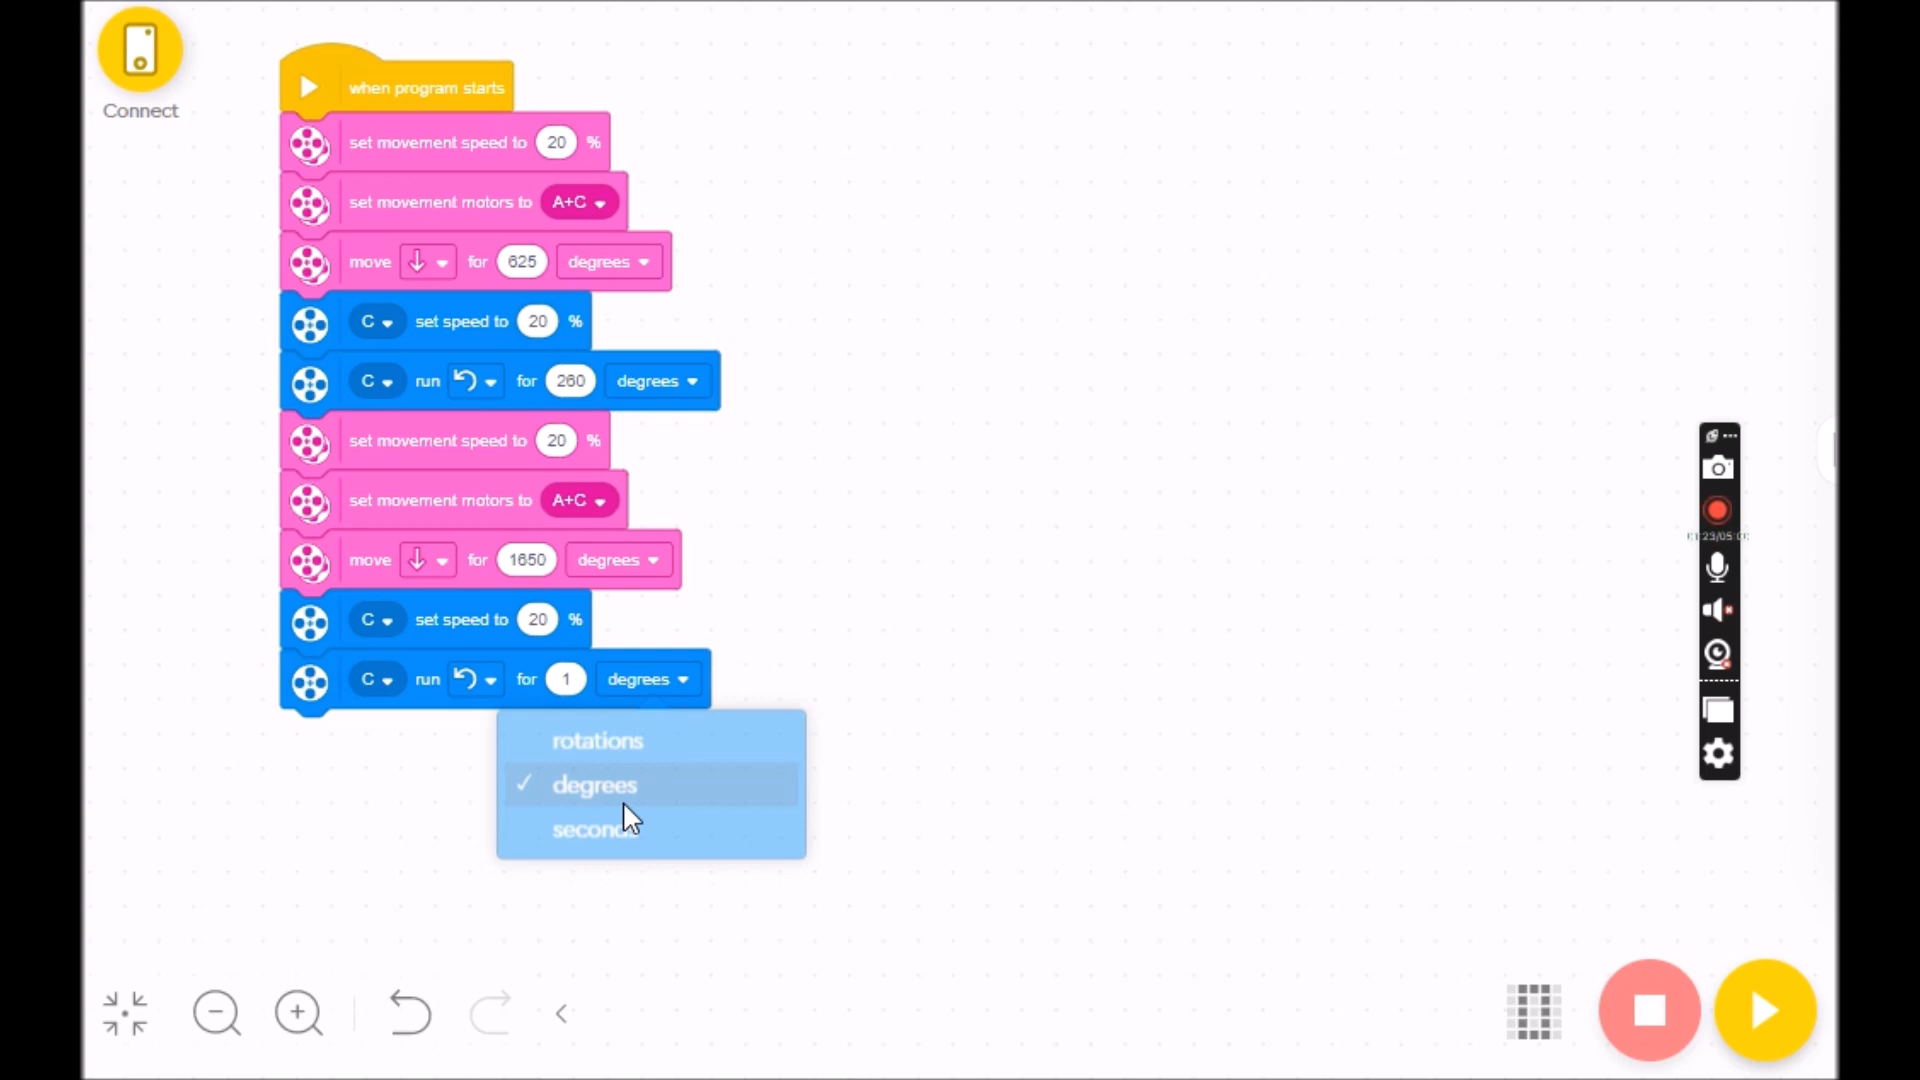 Connect
when program starts
set movement speed to 20 %
set movement motors to A+C
move for 625 degrees
C set speed to 20 %
C run for 260 degrees
set movement speed to 20 %
set movement motors to A+C
move for 1650 degrees
C set speed to 20 %
C run for 1 degrees
rotations
✓ degrees